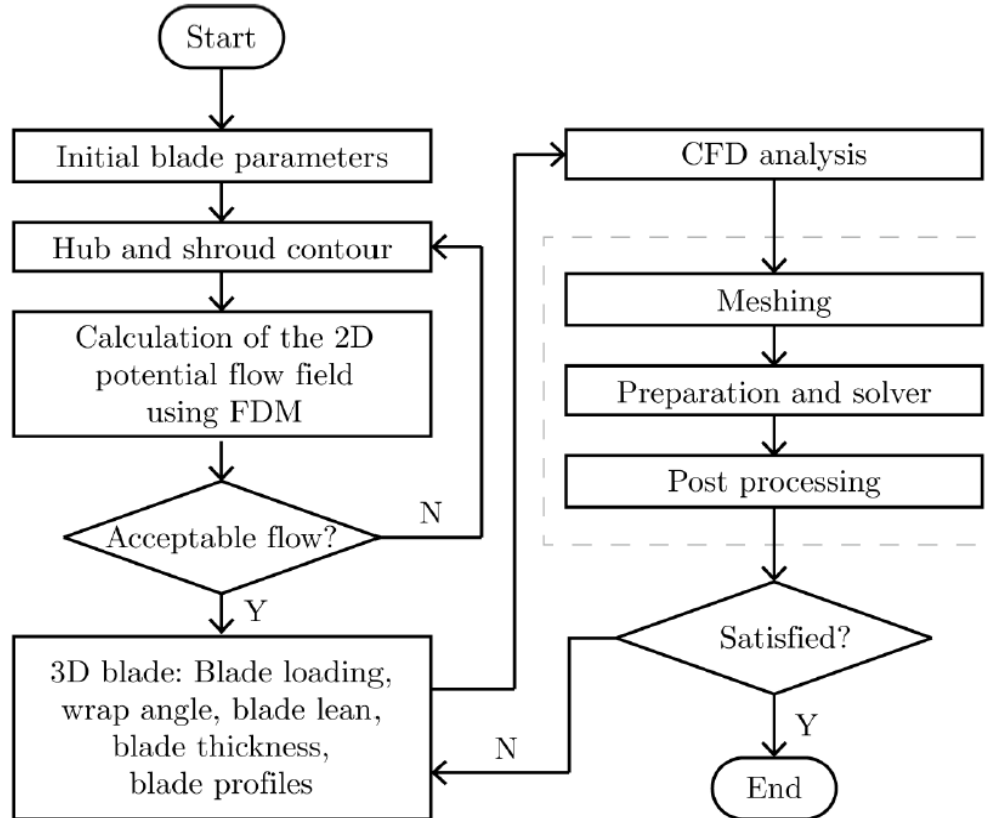 Start
Initial blade parameters
Hub and shroud contour
Calculation of the 2D
potential flow field
using FDM
Acceptable flow?
N
Y
3D blade: Blade loading,
wrap angle, blade lean,
blade thickness,
blade profiles
CFD analysis
Meshing
Preparation and solver
Post processing
Satisfied?
N
Y
End